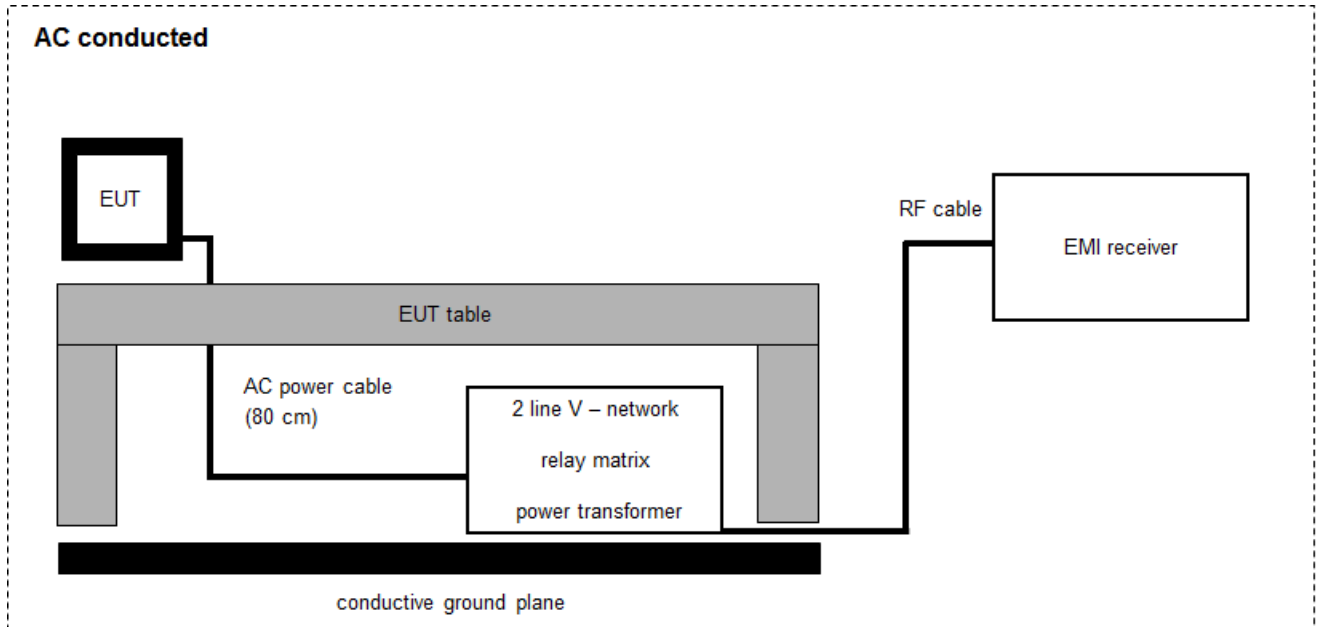 AC conducted
EUT
RF cable
EMI receiver
EUT table
AC power cable
(80 cm)
2 line V – network
relay matrix
power transformer
conductive ground plane